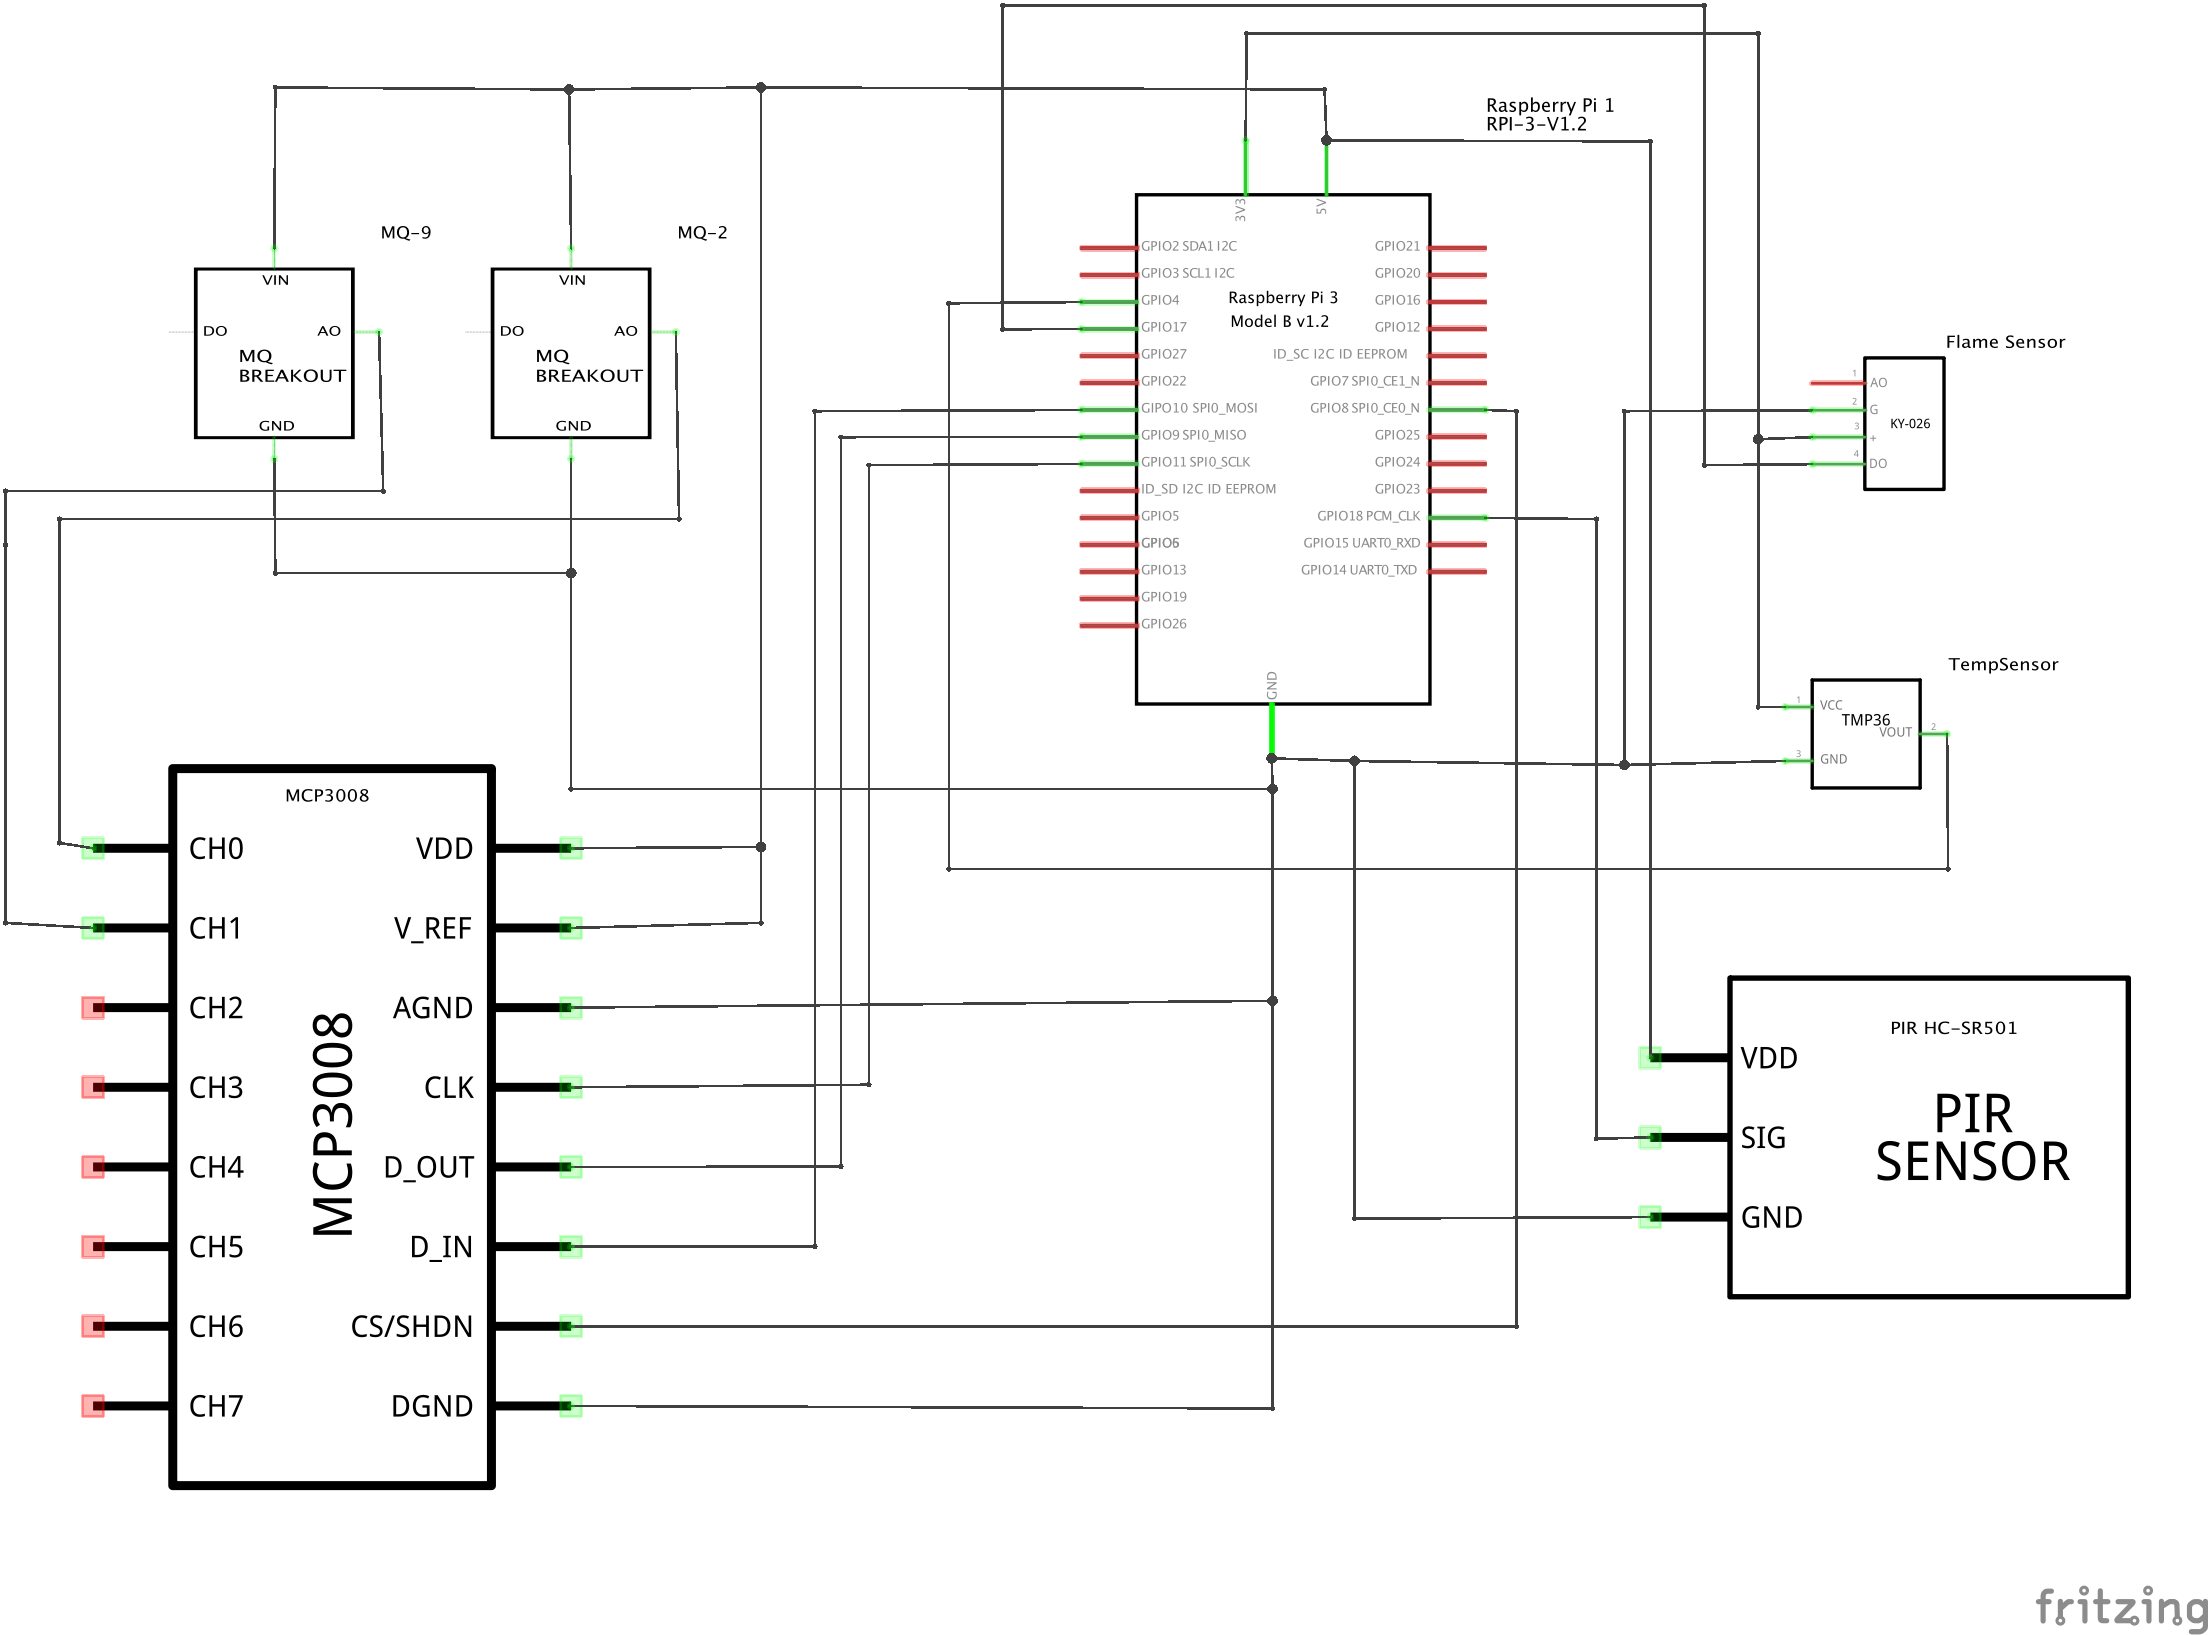 Raspberry Pi 1
RPI-3-V1.2
3V3
5V
MQ-9
MQ-2
VIN
DO
AO
MQ
BREAKOUT
GND
VIN
DO
AO
MQ
BREAKOUT
GND
Raspberry Pi 3
Model B v1.2
GPIO2 SDA1 I2C
GPIO3 SCL1 I2C
GPIO4
GPIO17
GPIO27
GPIO22
GIPO10 SPI0_MOSI
GPIO9 SPI0_MISO
GPIO11 SPI0_SCLK
ID_SD I2C ID EEPROM
GPIO5
GPIO6
GPIO13
GPIO19
GPIO26
GPIO21
GPIO20
GPIO16
GPIO12
ID_SC I2C ID EEPROM
GPIO7 SPI0_CE1_N
GPIO8 SPI0_CE0_N
GPIO25
GPIO24
GPIO23
GPIO18 PCM_CLK
GPIO15 UART0_RXD
GPIO14 UART0_TXD
GND
Flame Sensor
1 AO
2 G
3 +
4 DO
KY-026
TempSensor
1 VCC
TMP36
VOUT 2
3 GND
MCP3008
MCP3008
CH0
CH1
CH2
CH3
CH4
CH5
CH6
CH7
VDD
V_REF
AGND
CLK
D_OUT
D_IN
CS/SHDN
DGND
PIR HC-SR501
PIR
SENSOR
VDD
SIG
GND
fritzing